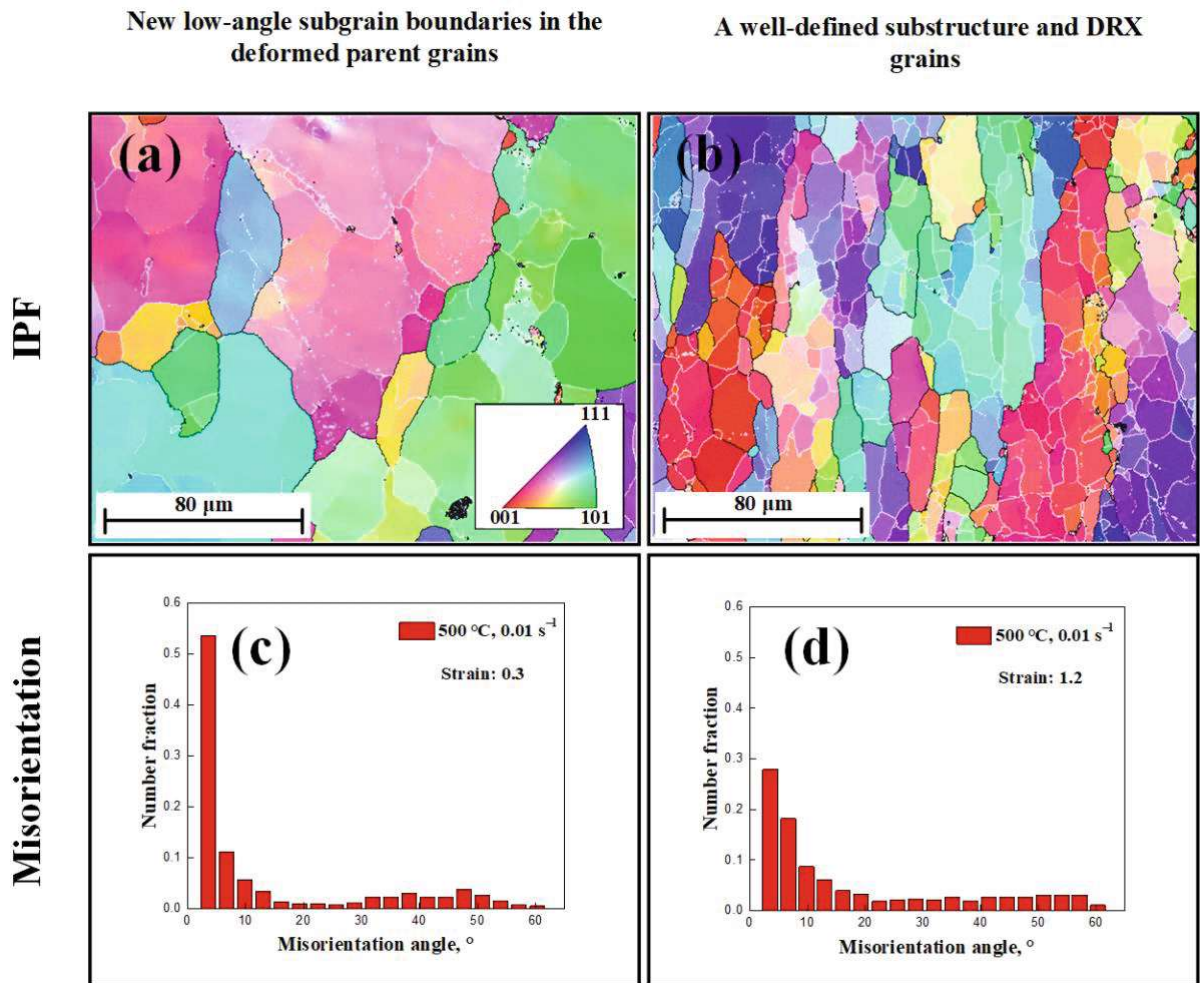 New low-angle subgrain boundaries in the
deformed parent grains
A well-defined substructure and DRX
grains
IPF
(a)
111
001
101
80 µm
(b)
80 µm
Misorientation
(c)
500 °C, 0.01 s⁻¹
Strain: 0.3
Number fraction
0.6
0.5
0.4
0.3
0.2
0.1
0.0
0 10 20 30 40 50 60
Misorientation angle, °
(d)
500 °C, 0.01 s⁻¹
Strain: 1.2
Number fraction
0.6
0.5
0.4
0.3
0.2
0.1
0.0
0 10 20 30 40 50 60
Misorientation angle, °